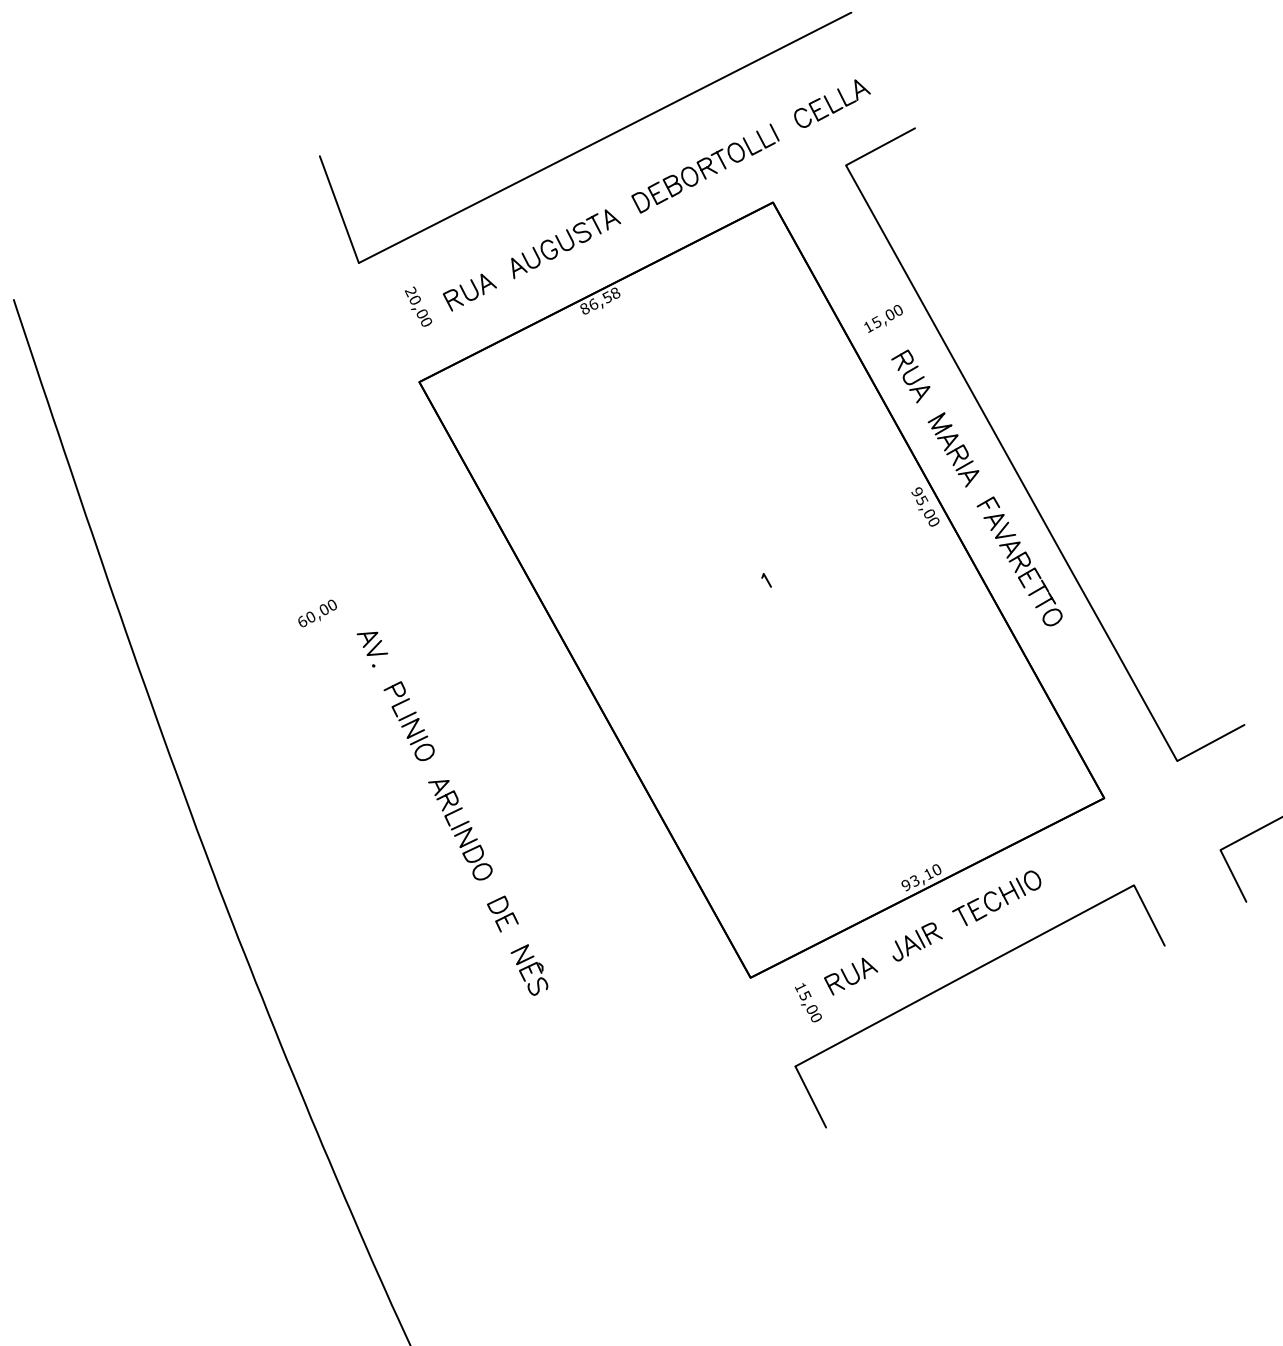 RUA AUGUSTA DEBORTOLLI CELLA
20,00
86,58
15,00
RUA MARIA FAVARETTO
95,00
1
60,00
AV. PLINIO ARLINDO DE NÊS
93,10
RUA JAIR TECHIO
15,00